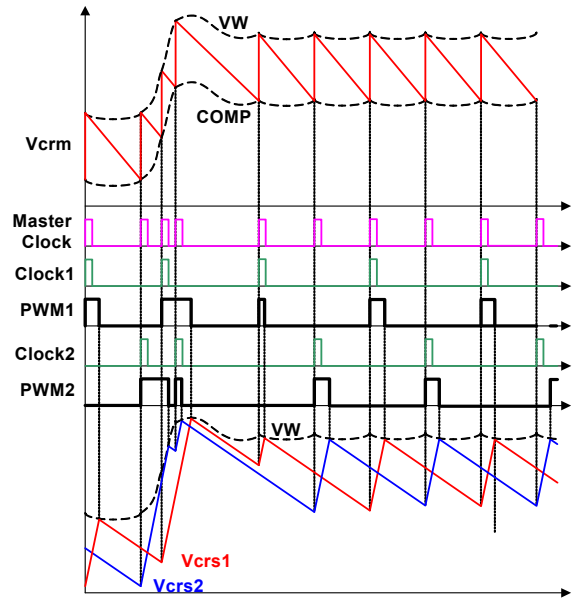 VW
COMP
Vcrm
Master
Clock
Clock1
PWM1
Clock2
PWM2
VW
Vcrs1
Vcrs2